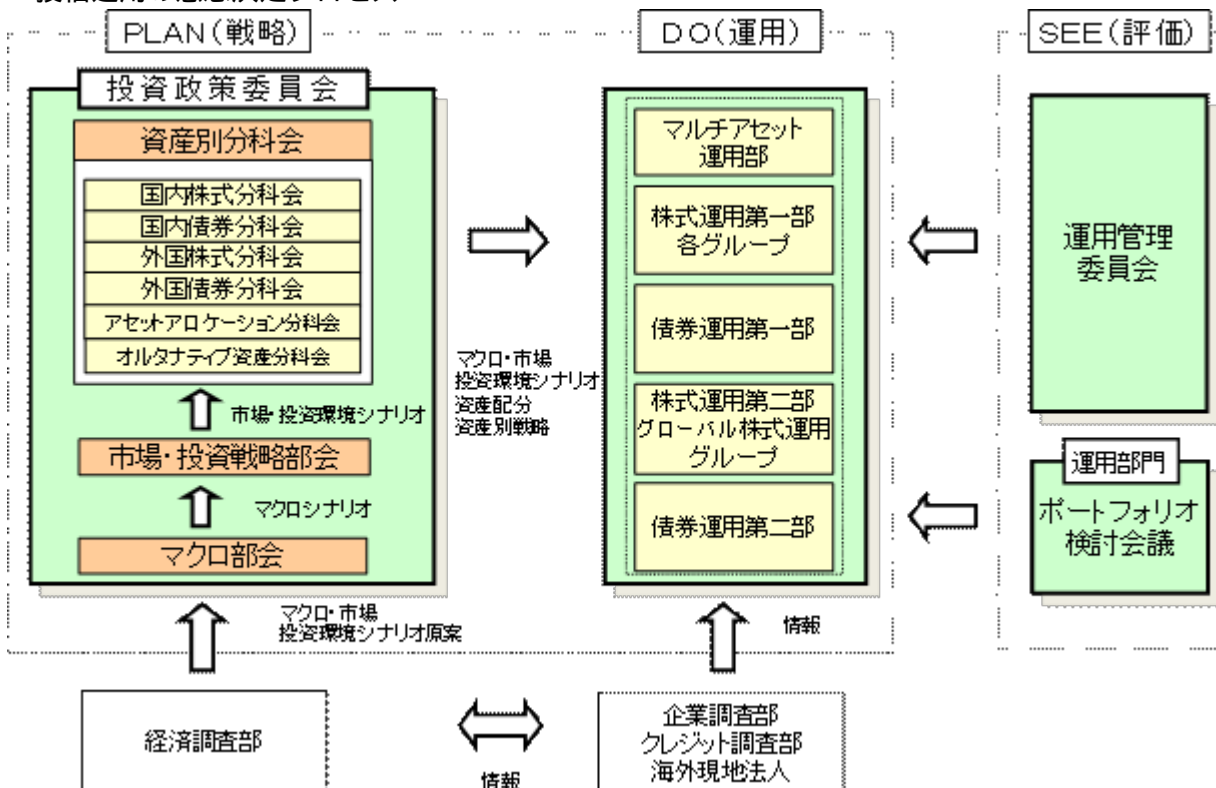 PLAN(戦略)
DO(運用)
SEE(評価)
投資政策委員会
資産別分科会
国内株式分科会
国内債券分科会
外国株式分科会
外国債券分科会
アセットアロケーション分科会
オルタナティブ資産分科会
市場・投資環境シナリオ
市場・投資戦略部会
マクロシナリオ
マクロ部会
マクロ・市場
投資環境シナリオ
資産配分
資産別戦略
マルチアセット
運用部
株式運用第一部
各グループ
債券運用第一部
株式運用第二部
グローバル株式運用
グループ
債券運用第二部
運用管理
委員会
運用部門
ポートフォリオ
検討会議
マクロ・市場
投資環境シナリオ原案
情報
経済調査部
情報
企業調査部
クレジット調査部
海外現地法人